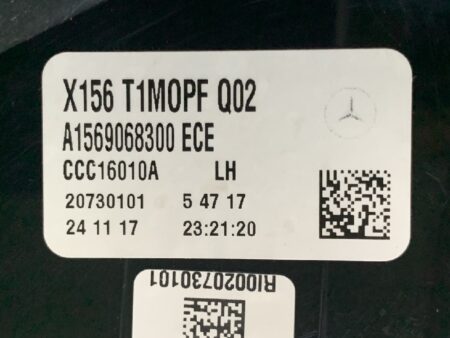 X156 T1MOPF Q02
A1569068300 ECE
CCC16010A LH
20730101 5 47 17
24 11 17 23:21:20
RI0020730101